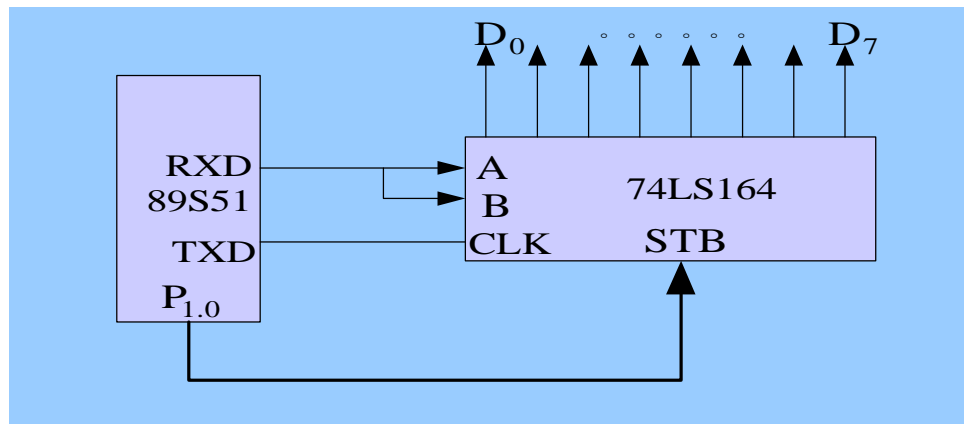 D₀ 。。。。。。 D₇
RXD
89S51
TXD
P₁.₀
A
B
CLK
74LS164
STB